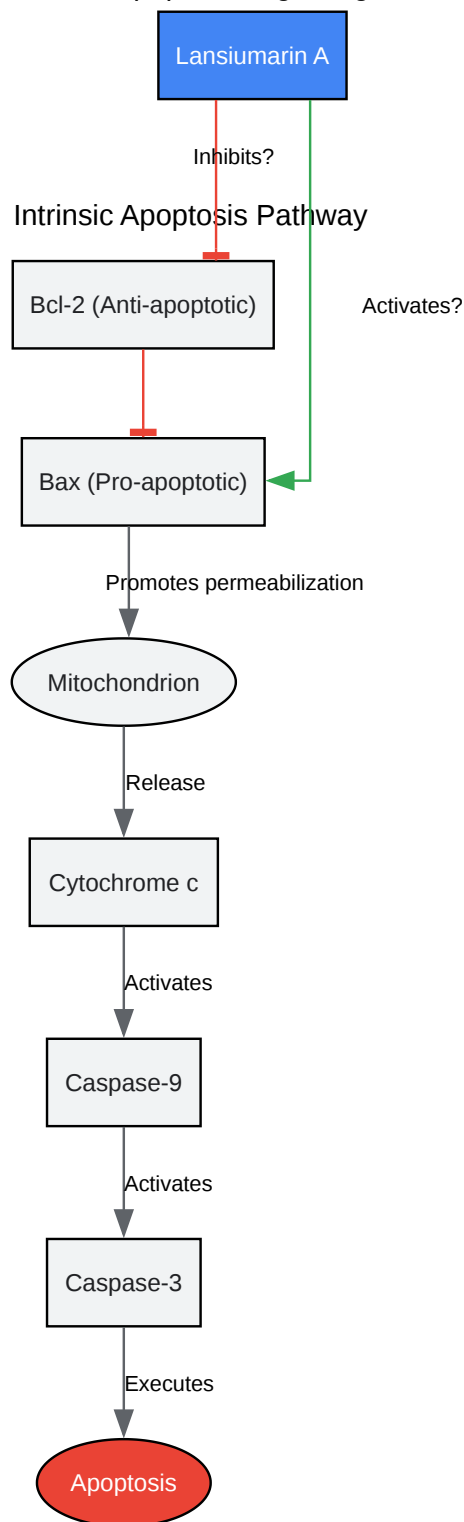 Lansiumarin A
Inhibits?
Intrinsic Apoptosis Pathway
Bcl-2 (Anti-apoptotic)
Activates?
Bax (Pro-apoptotic)
Promotes permeabilization
Mitochondrion
Release
Cytochrome c
Activates
Caspase-9
Activates
Caspase-3
Executes
Apoptosis